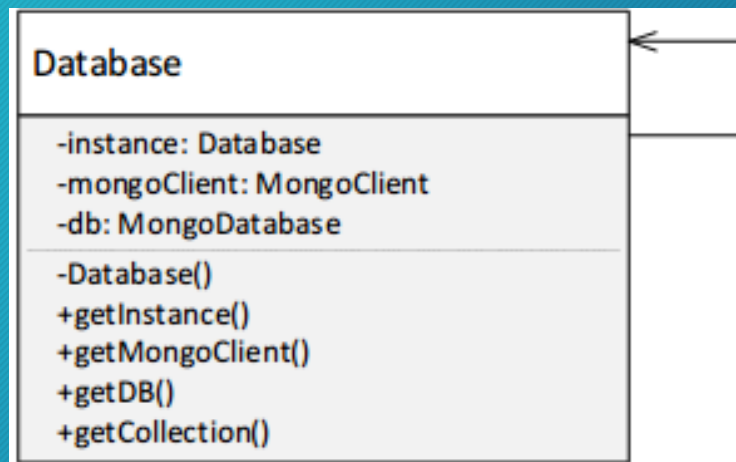 Database
-instance: Database
-mongoClient: MongoClient
-db: MongoDatabase
-Database()
+getInstance()
+getMongoClient()
+getDB()
+getCollection()